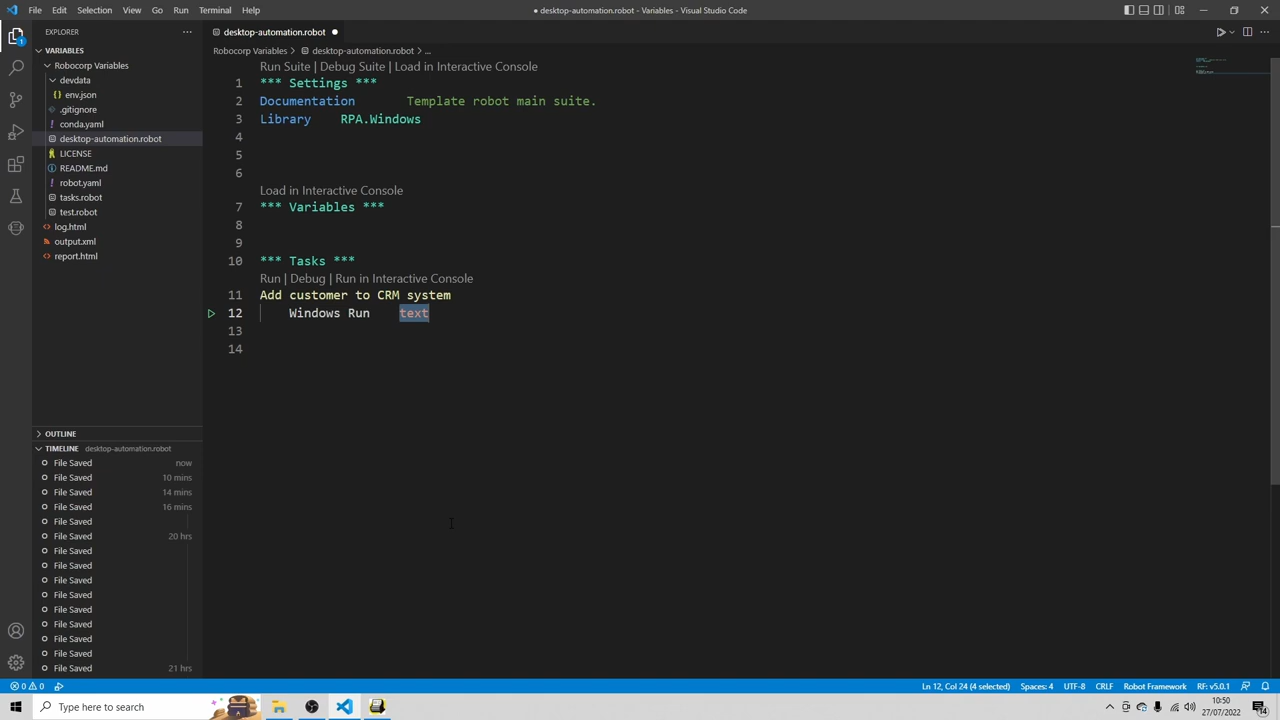 File Edit Selection View Go Run Terminal Help
● desktop-automation.robot - Variables - Visual Studio Code
EXPLORER
VARIABLES
Robocorp Variables
devdata
{} env.json
.gitignore
! conda.yaml
desktop-automation.robot
LICENSE
README.md
! robot.yaml
tasks.robot
test.robot
log.html
output.xml
report.html
OUTLINE
TIMELINE desktop-automation.robot
File Saved now
File Saved 10 mins
File Saved 14 mins
File Saved 16 mins
File Saved
File Saved 20 hrs
File Saved
File Saved
File Saved
File Saved
File Saved
File Saved
File Saved
File Saved
File Saved 21 hrs
desktop-automation.robot ●
Robocorp Variables > desktop-automation.robot > ...
Run Suite | Debug Suite | Load in Interactive Console
1 *** Settings ***
2 Documentation Template robot main suite.
3 Library RPA.Windows
4
5
6
Load in Interactive Console
7 *** Variables ***
8
9
10 *** Tasks ***
Run | Debug | Run in Interactive Console
11 Add customer to CRM system
12 Windows Run text
13
14
1
0 0
Ln 12, Col 24 (4 selected) Spaces: 4 UTF-8 CRLF Robot Framework RF: v5.0.1
Type here to search
10:50
27/07/2022
14